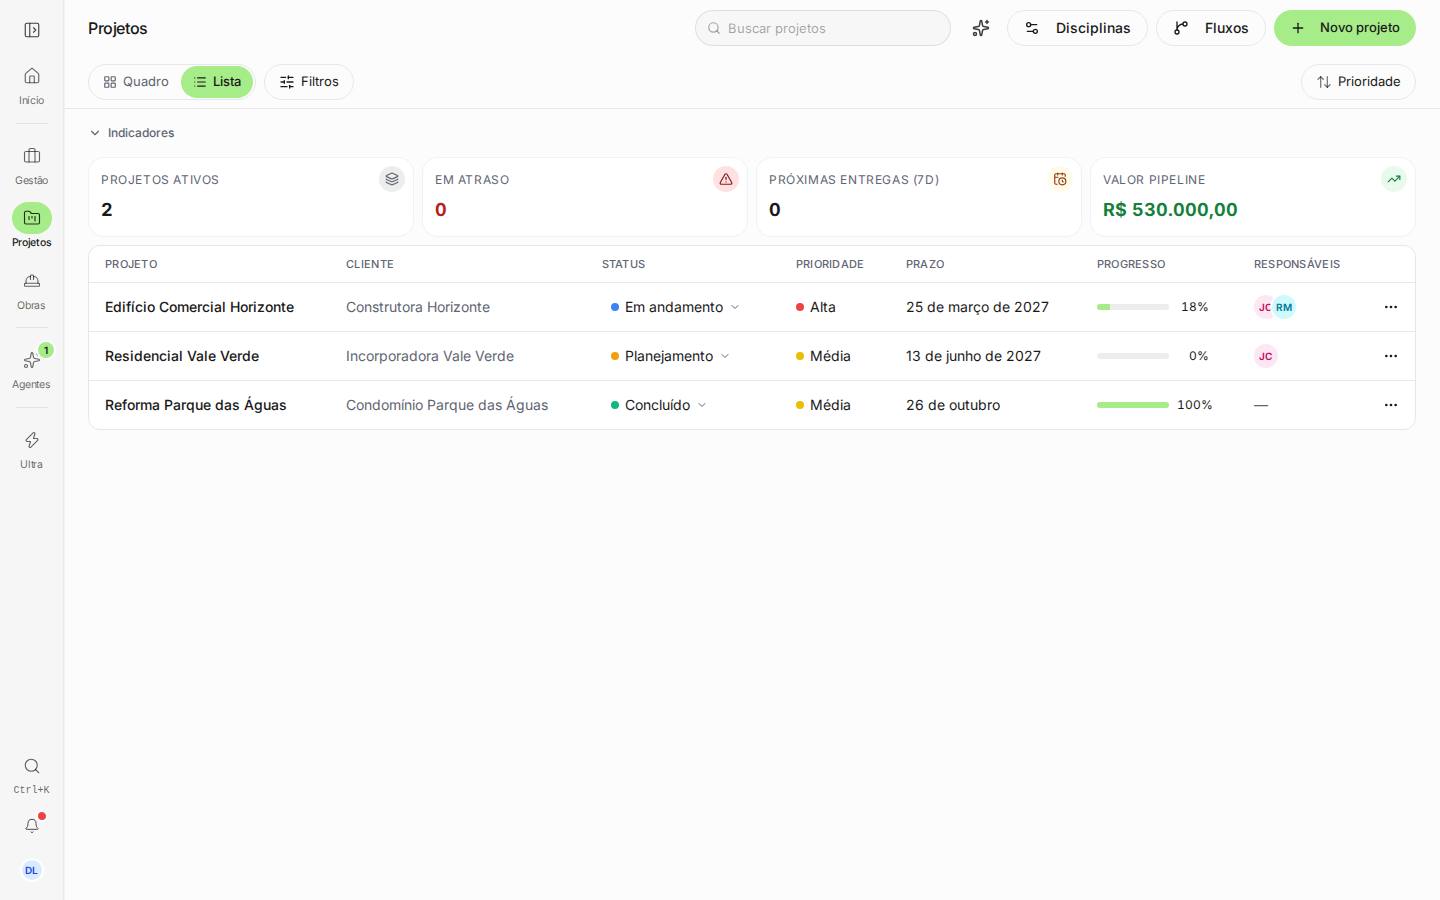 Projetos
Buscar projetos
Disciplinas
Fluxos
Novo projeto
Quadro
Lista
Filtros
Prioridade
Indicadores
PROJETOS ATIVOS
2
EM ATRASO
0
PRÓXIMAS ENTREGAS (7D)
0
VALOR PIPELINE
R$ 530.000,00
PROJETO CLIENTE STATUS PRIORIDADE PRAZO PROGRESSO RESPONSÁVEIS
Edifício Comercial Horizonte Construtora Horizonte Em andamento Alta 25 de março de 2027 18% JC RM
Residencial Vale Verde Incorporadora Vale Verde Planejamento Média 13 de junho de 2027 0% JC
Reforma Parque das Águas Condomínio Parque das Águas Concluído Média 26 de outubro 100% —
Início
Gestão
Projetos
Obras
1
Agentes
Ultra
Ctrl+K
DL